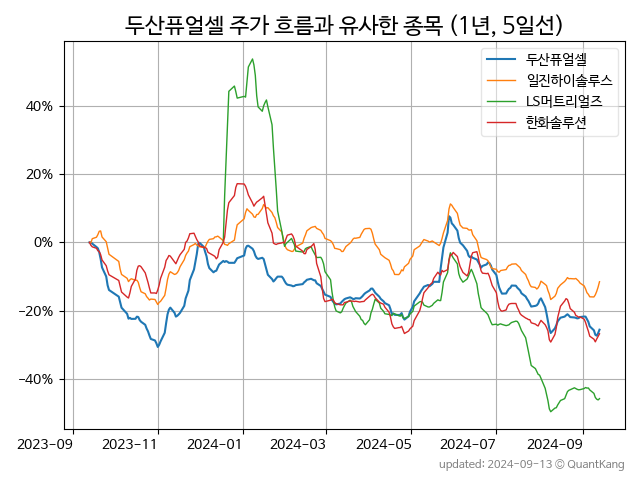 두산퓨얼셀 주가 흐름과 유사한 종목 (1년, 5일선)
두산퓨얼셀
일진하이솔루스
LS머트리얼즈
한화솔루션
40%
20%
0%
−20%
−40%
2023-09 2023-11 2024-01 2024-03 2024-05 2024-07 2024-09
updated: 2024-09-13 © QuantKang